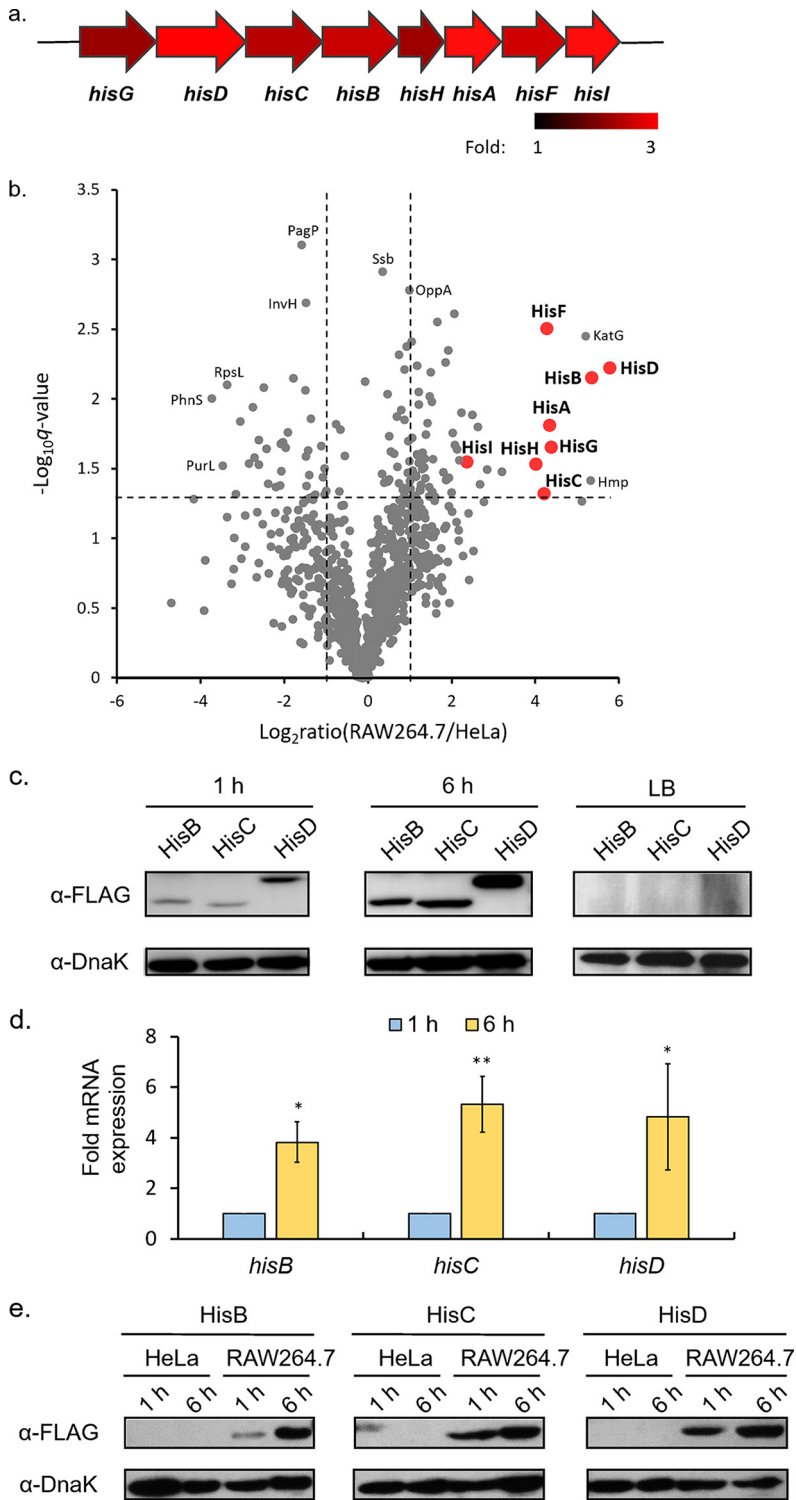 a.
hisG hisD hisC hisB hisH hisA hisF hisI
Fold: 1 3
b.
3.5
3
2.5
2
1.5
1
0.5
0
-Log10q-value
PagP
Ssb
OppA
InvH
HisF
KatG
RpsL
HisB
HisD
PhnS
HisA
HisI
HisH
HisG
PurL
HisC
Hmp
-6 -4 -2 0 2 4 6
Log2ratio(RAW264.7/HeLa)
c.
1 h 6 h LB
HisB HisC HisD HisB HisC HisD HisB HisC HisD
α-FLAG
α-DnaK
d.
1 h 6 h
8
6
4
2
0
Fold mRNA
expression
* ** *
hisB hisC hisD
e.
HisB HisC HisD
HeLa RAW264.7 HeLa RAW264.7 HeLa RAW264.7
1 h 6 h 1 h 6 h 1 h 6 h 1 h 6 h 1 h 6 h 1 h 6 h
α-FLAG
α-DnaK